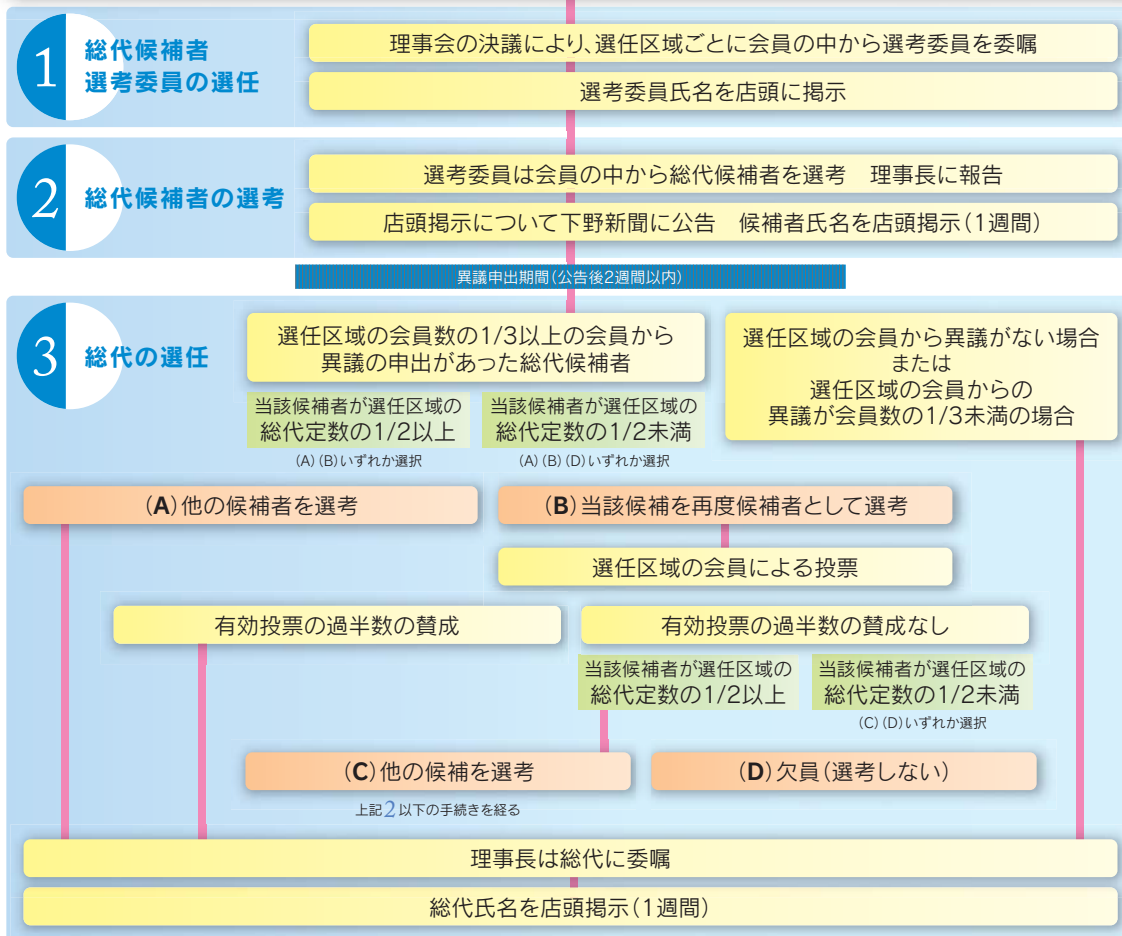 1
総代候補者
選考委員の選任
理事会の決議により、選任区域ごとに会員の中から選考委員を委嘱
選考委員氏名を店頭に掲示
2
総代候補者の選考
選考委員は会員の中から総代候補者を選考　理事長に報告
店頭掲示について下野新聞に公告　候補者氏名を店頭掲示（1週間）
異議申出期間（公告後2週間以内）
3
総代の選任
選任区域の会員数の1/3以上の会員から
異議の申出があった総代候補者
当該候補者が選任区域の
総代定数の1/2以上
（A）（B）いずれか選択
当該候補者が選任区域の
総代定数の1/2未満
（A）（B）（D）いずれか選択
選任区域の会員から異議がない場合
または
選任区域の会員からの
異議が会員数の1/3未満の場合
（A）他の候補者を選考
（B）当該候補を再度候補者として選考
選任区域の会員による投票
有効投票の過半数の賛成
有効投票の過半数の賛成なし
当該候補者が選任区域の
総代定数の1/2以上
当該候補者が選任区域の
総代定数の1/2未満
（C）（D）いずれか選択
（C）他の候補を選考
上記2以下の手続きを経る
（D）欠員（選考しない）
理事長は総代に委嘱
総代氏名を店頭掲示（1週間）